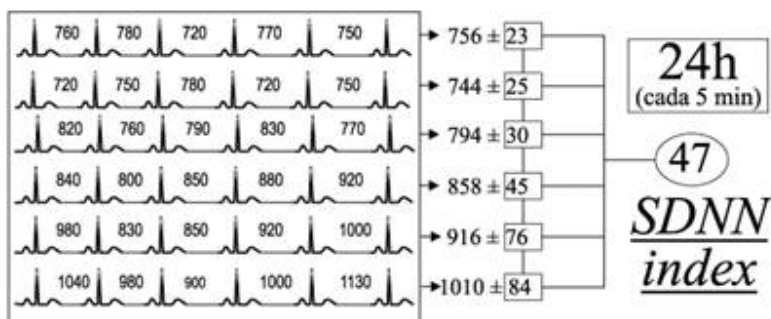 760 780 720 770 750 756 ± 23
720 750 780 720 750 744 ± 25
820 760 790 830 770 794 ± 30
840 800 850 880 920 858 ± 45
980 830 850 920 1000 916 ± 76
1040 980 900 1000 1130 1010 ± 84
24h
(cada 5 min)
47
SDNN
index